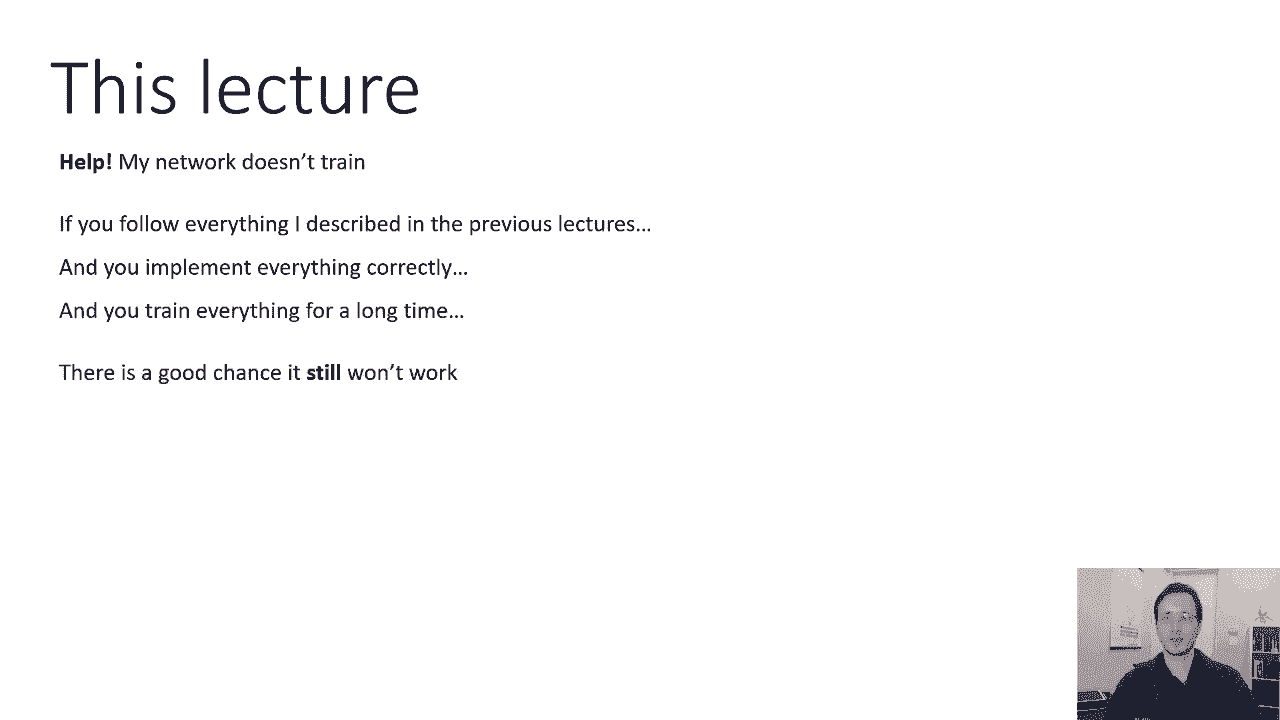 This lecture
Help! My network doesn’t train
If you follow everything I described in the previous lectures…
And you implement everything correctly…
And you train everything for a long time…
There is a good chance it still won’t work